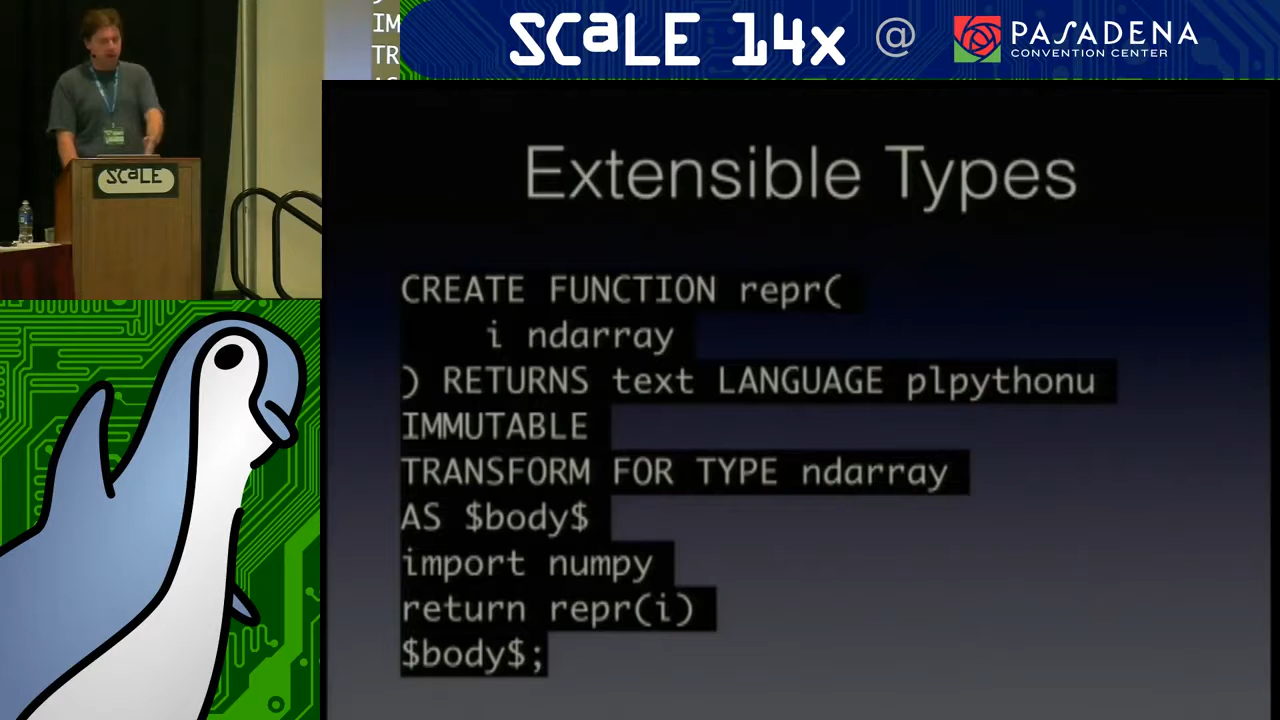 IM
TR
SCaLE 14x @ PASADENA
CONVENTION CENTER
SCaLE
Extensible Types
CREATE FUNCTION repr(
    i ndarray
) RETURNS text LANGUAGE plpythonu
IMMUTABLE
TRANSFORM FOR TYPE ndarray
AS $body$
import numpy
return repr(i)
$body$;